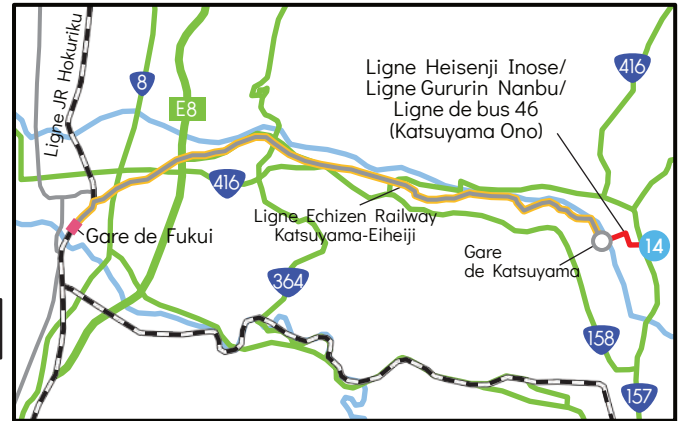 Ligne JR Hokuriku
8
E8
Ligne Heisenji Inose/
Ligne Gururin Nanbu/
Ligne de bus 46
(Katsuyama Ono)
416
416
Ligne Echizen Railway
Katsuyama-Eiheiji
Gare de Fukui
Gare
de Katsuyama
14
364
158
157